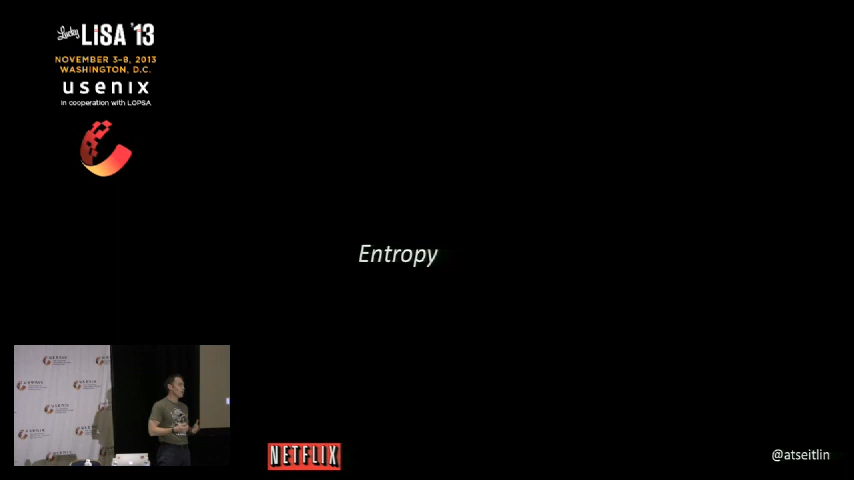 Lucky LISA '13
NOVEMBER 3–8, 2013
WASHINGTON, D.C.
usenix
in cooperation with LOPSA
Entropy
NETFLIX
@atseitlin